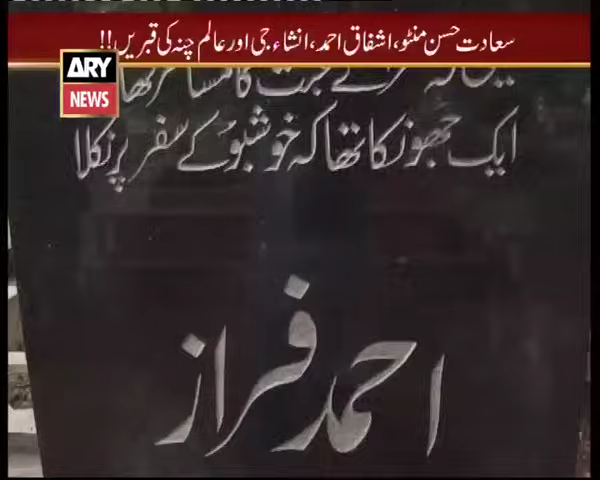 سعادت حسن منٹو، اشفاق احمد، انشاء جی اور عالم چنہ کی قبریں!!
ARY
NEWS
ایک جھونکا تھا کہ خوشبو کے سفر پر نکلا
احمد فراز